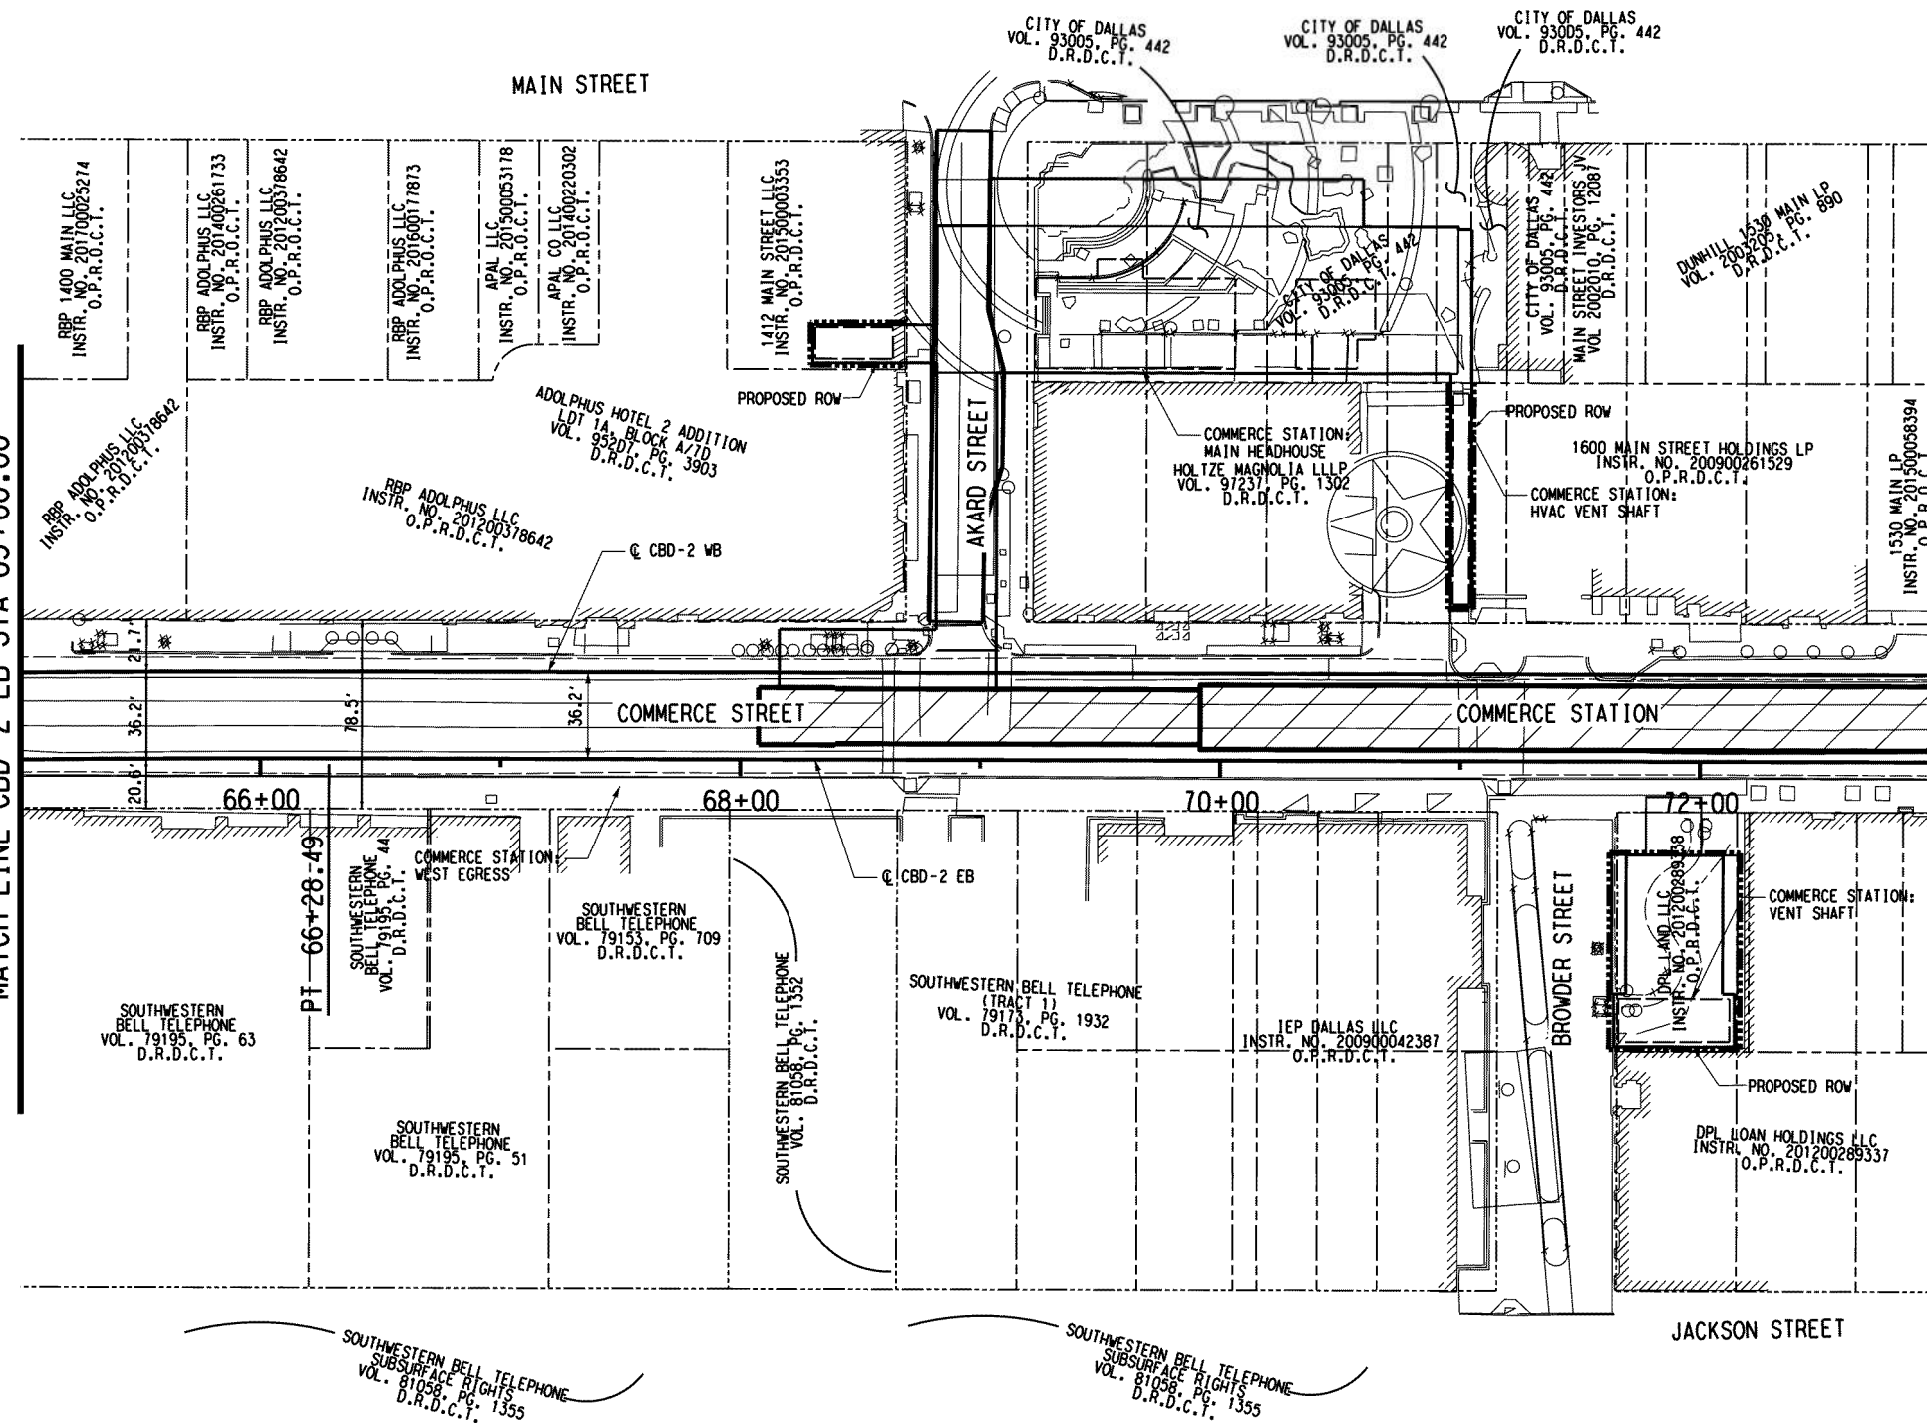 CITY OF DALLAS
VOL. 93005, PG. 442
D.R.D.C.T.
CITY OF DALLAS
VOL. 93005, PG. 442
D.R.D.C.T.
CITY OF DALLAS
VOL. 93005, PG. 442
D.R.D.C.T.
MAIN STREET
RBP 1400 MAIN LLC
INSTR. NO. 201700025274
O.P.R.D.C.T.
RBP ADOLPHUS LLC
INSTR. NO. 201400261733
O.P.R.D.C.T.
RBP ADOLPHUS LLC
INSTR. NO. 201200378642
O.P.R.D.C.T.
RBP ADOLPHUS LLC
INSTR. NO. 201600177873
O.P.R.D.C.T.
APAL LLC
INSTR. NO. 201500053178
O.P.R.D.C.T.
APAL CO LLC
INSTR. NO. 201400220302
O.P.R.D.C.T.
1412 MAIN STREET LLC
INSTR. NO. 201500003353
O.P.R.D.C.T.
CITY OF DALLAS
VOL. 93005, PG. 442
D.R.D.C.T.
CITY OF DALLAS
VOL. 93005, PG. 442
D.R.D.C.T.
MAIN STREET INVESTORS IV
VOL 2002010, PG. 12087
D.R.D.C.T.
DUNHILL 1530 MAIN LP
VOL. 2003205, PG. 890
D.R.D.C.T.
PROPOSED ROW
ADOLPHUS HOTEL 2 ADDITION
LOT 1A, BLOCK A/70
VOL. 95207, PG. 3903
D.R.D.C.T.
RBP ADOLPHUS LLC
INSTR. NO. 201200378642
O.P.R.D.C.T.
RBP ADOLPHUS LLC
INSTR. NO. 201200378642
O.P.R.D.C.T.
AKARD STREET
COMMERCE STATION:
MAIN HEADHOUSE
HOLTZE MAGNOLIA LLLP
VOL. 97237, PG. 1302
D.R.D.C.T.
PROPOSED ROW
1600 MAIN STREET HOLDINGS LP
INSTR. NO. 200900261529
O.P.R.D.C.T.
COMMERCE STATION:
HVAC VENT SHAFT
1530 MAIN LP
INSTR. NO. 201500058394
℄ CBD-2 WB
21.7'
36.2'
20.6'
78.5'
36.2'
COMMERCE STREET
COMMERCE STATION
66+00
68+00
70+00
72+00
PT 66+28.49
COMMERCE STATION:
WEST EGRESS
℄ CBD-2 EB
SOUTHWESTERN
BELL TELEPHONE
VOL. 79195, PG. 44
D.R.D.C.T.
SOUTHWESTERN
BELL TELEPHONE
VOL. 79153, PG. 709
D.R.D.C.T.
SOUTHWESTERN BELL TELEPHONE
VOL. 81058, PG. 1352
D.R.D.C.T.
SOUTHWESTERN BELL TELEPHONE
(TRACT 1)
VOL. 79173, PG. 1932
D.R.D.C.T.
SOUTHWESTERN
BELL TELEPHONE
VOL. 79195, PG. 63
D.R.D.C.T.
SOUTHWESTERN
BELL TELEPHONE
VOL. 79195, PG. 51
D.R.D.C.T.
IEP DALLAS LLC
INSTR. NO. 200900042387
O.P.R.D.C.T.
BROWDER STREET
DPL LAND LLC
INSTR. NO. 201200289338
O.P.R.D.C.T.
COMMERCE STATION:
VENT SHAFT
PROPOSED ROW
DPL LOAN HOLDINGS LLC
INSTR. NO. 201200289337
O.P.R.D.C.T.
JACKSON STREET
SOUTHWESTERN BELL TELEPHONE
SUBSURFACE RIGHTS
VOL. 81058, PG. 1355
D.R.D.C.T.
SOUTHWESTERN BELL TELEPHONE
SUBSURFACE RIGHTS
VOL. 81058, PG. 1355
D.R.D.C.T.